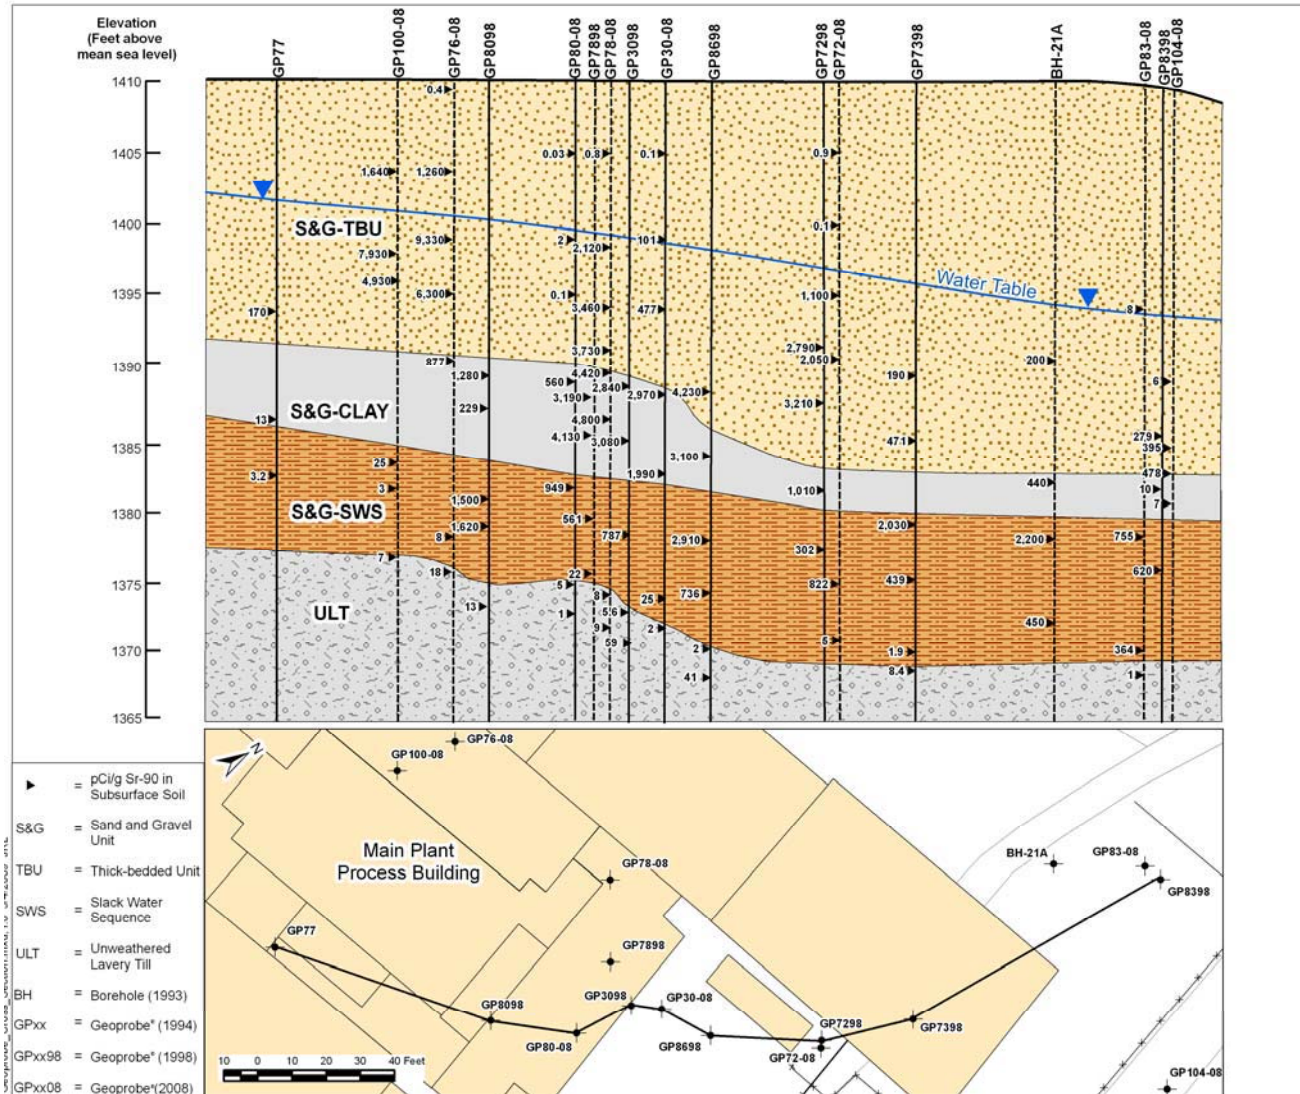 Elevation
(Feet above
mean sea level)
GP77
GP100-08
GP76-08
GP8098
GP80-08
GP7898
GP78-08
GP3098
GP30-08
GP8698
GP7298
GP72-08
GP7398
BH-21A
GP83-08
GP8398
GP104-08
1410
0.4
1405
0.03 0.8 0.1 0.9
1,640 1,260
1400
S&G-TBU
0.1
9,330 2 2,120 101
7,930
4,930
1395
6,300 0.1 1,100
Water Table
170 3,460 477 8
3,730 2,790
1390
877 2,050 200
1,280 4,420 190
560 2,840 2,970 4,230 6
3,190 3,210
S&G-CLAY
229
13 4,800
4,130 3,080 471 279
1385
395
3,100
25 1,990 478
3.2 440
3 949 1,010 10
1,500 7
1380
S&G-SWS
561
1,620 2,030
8 787 2,910 2,200 755
302
7
18 22 620
1375
5 822 439
8 736
25
13
ULT
1 5.6
9 2 450
59 5
1370
2 1.9 364
41 8.4 1
1365
N
GP76-08
GP100-08
Main Plant
Process Building
GP78-08
BH-21A
GP83-08
GP8398
GP77
GP7898
GP8098
GP3098
GP30-08
GP80-08
GP8698
GP7298
GP72-08
GP7398
GP104-08
10 0 10 20 30 40 Feet
► = pCi/g Sr-90 in
Subsurface Soil
S&G = Sand and Gravel
Unit
TBU = Thick-bedded Unit
SWS = Slack Water
Sequence
ULT = Unweathered
Lavery Till
BH = Borehole (1993)
GPxx = Geoprobe® (1994)
GPxx98 = Geoprobe® (1998)
GPxx08 = Geoprobe®(2008)